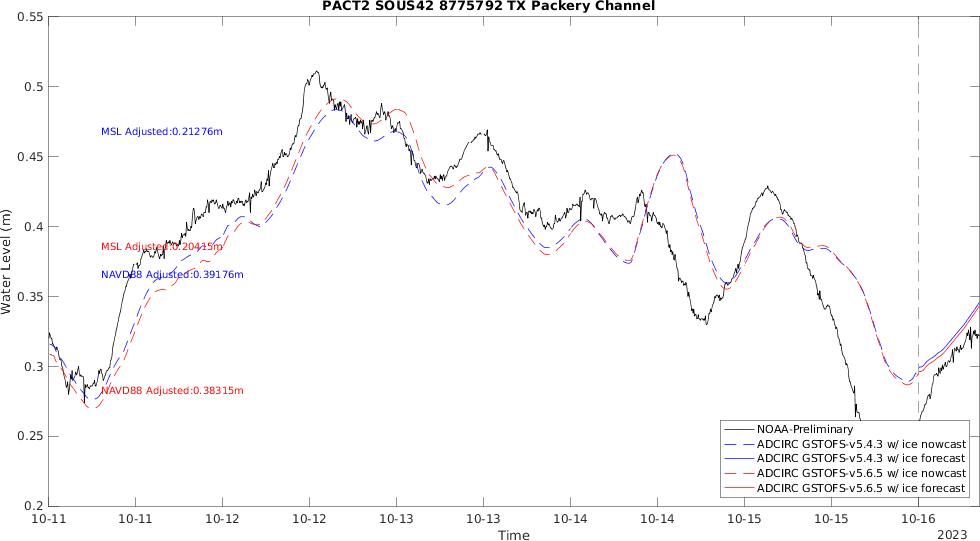 PACT2 SOUS42 8775792 TX Packery Channel
0.55
0.5
0.45
0.4
0.35
0.3
0.25
0.2
Water Level (m)
MSL Adjusted:0.21276m
MSL Adjusted:0.20415m
NAVD88 Adjusted:0.39176m
NAVD88 Adjusted:0.38315m
NOAA-Preliminary
ADCIRC GSTOFS-v5.4.3 w/ ice nowcast
ADCIRC GSTOFS-v5.4.3 w/ ice forecast
ADCIRC GSTOFS-v5.6.5 w/ ice nowcast
ADCIRC GSTOFS-v5.6.5 w/ ice forecast
10-11 10-11 10-12 10-12 10-13 10-13 10-14 10-14 10-15 10-15 10-16
Time
2023